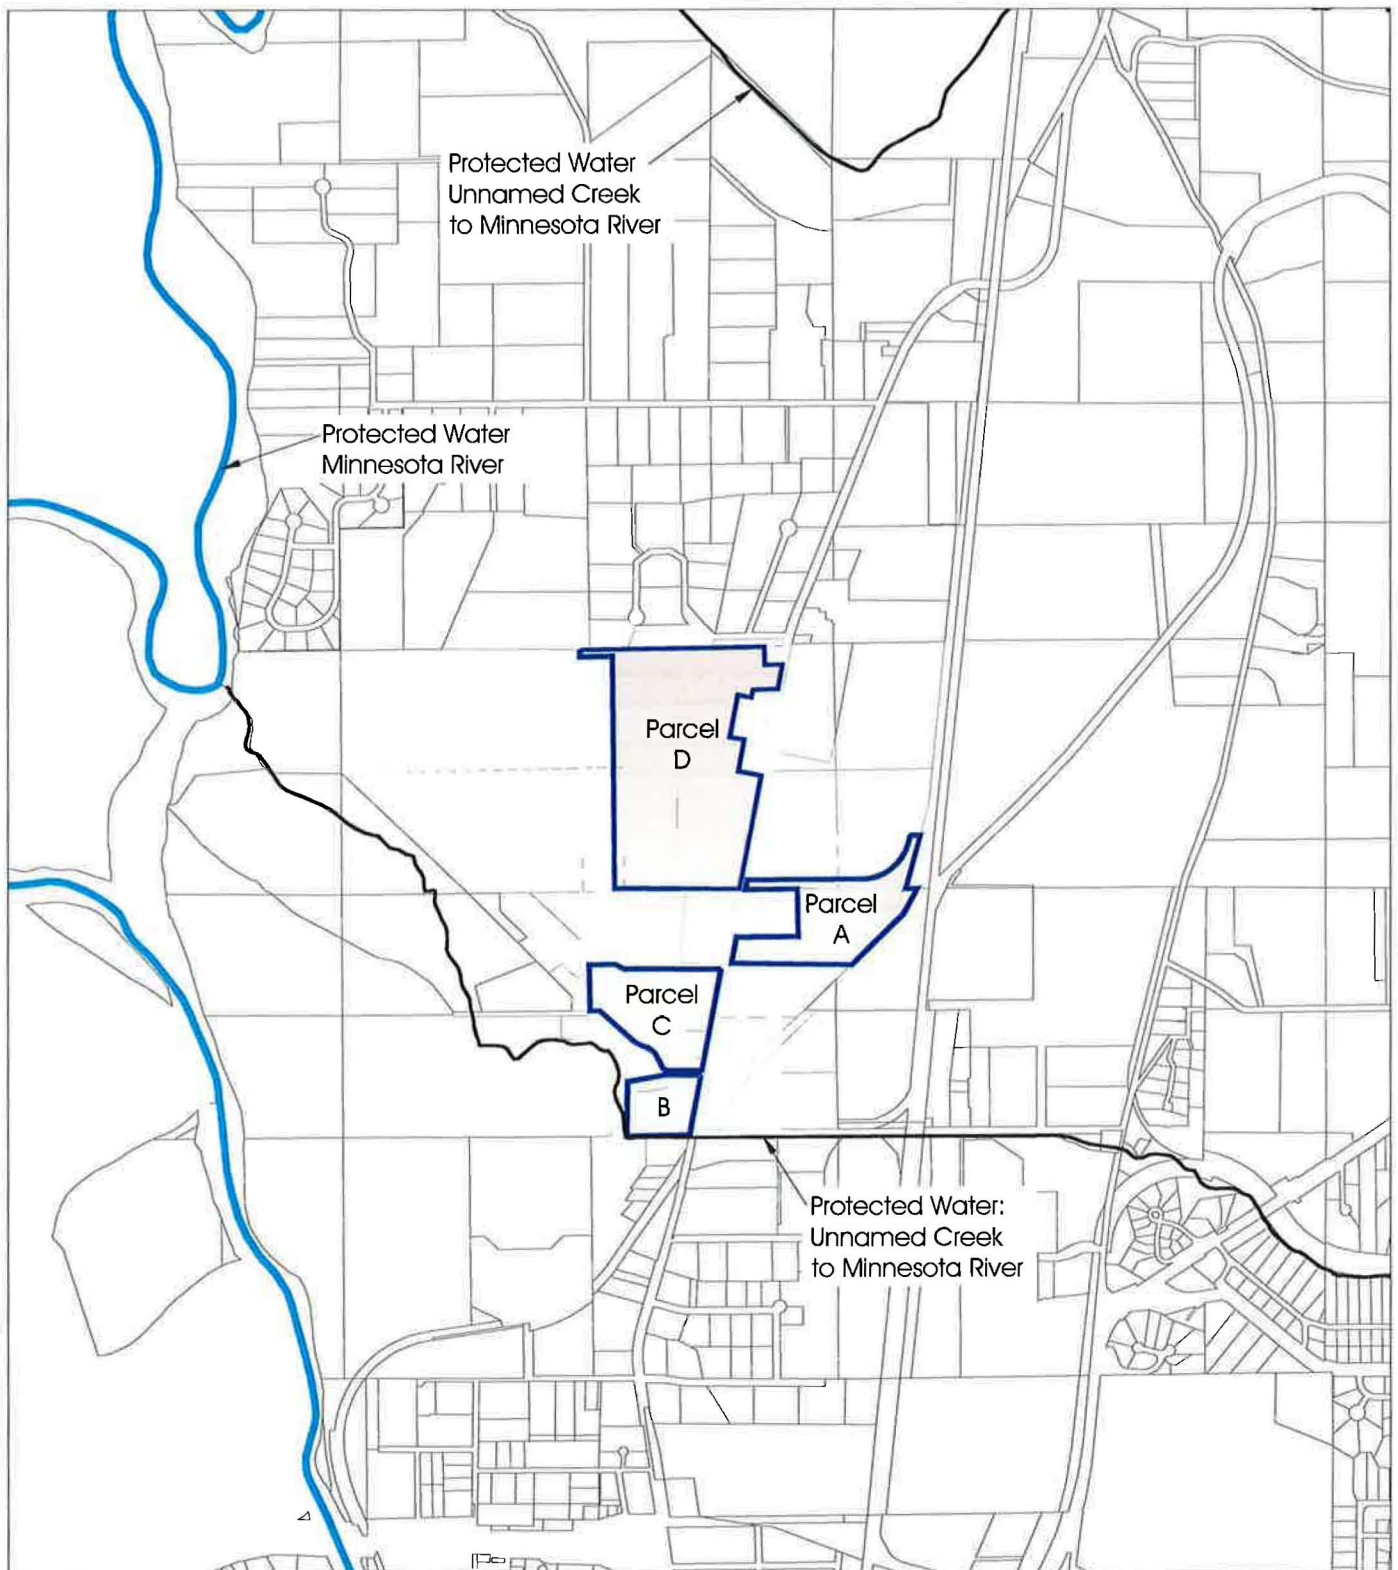 Protected Water
Unnamed Creek
to Minnesota River
Protected Water
Minnesota River
Parcel
D
Parcel
A
Parcel
C
B
Protected Water:
Unnamed Creek
to Minnesota River